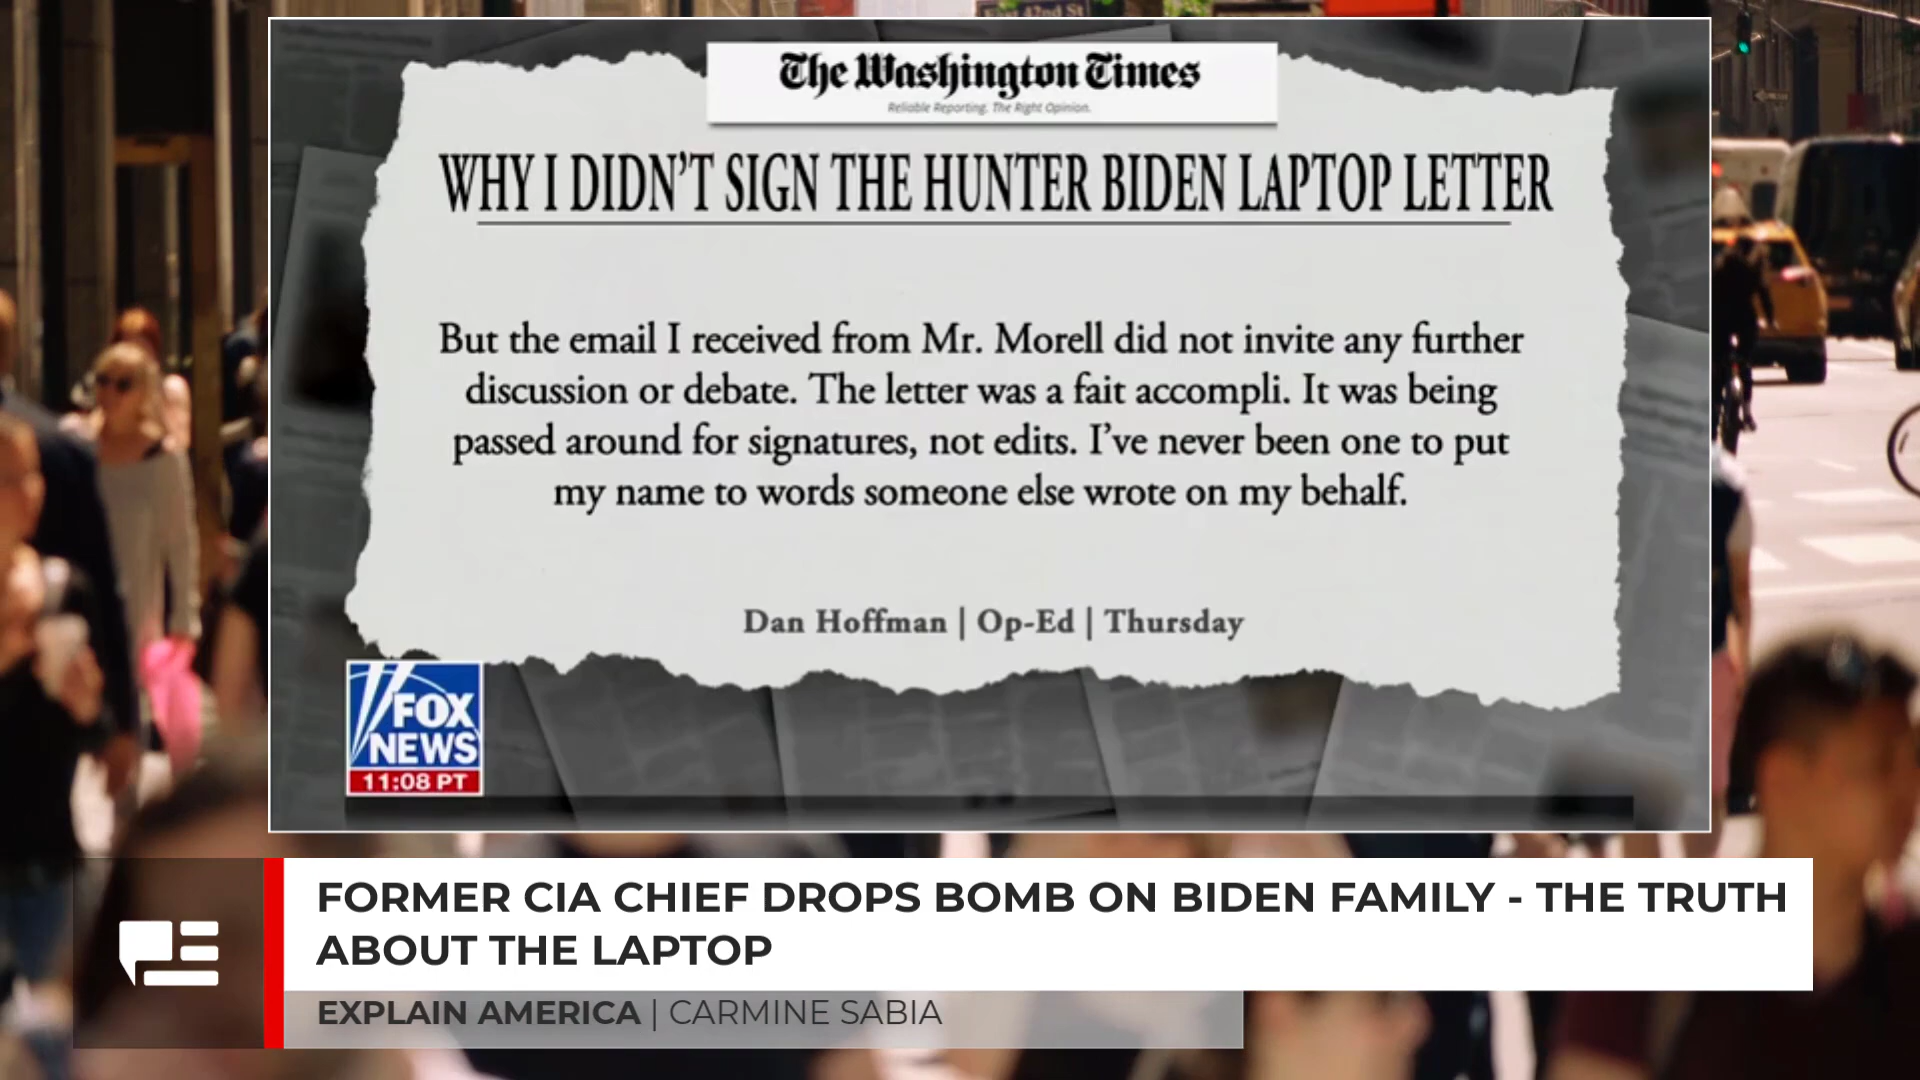 East 42nd St
The Washington Times
Reliable Reporting. The Right Opinion.
WHY I DIDN'T SIGN THE HUNTER BIDEN LAPTOP LETTER
But the email I received from Mr. Morell did not invite any further
discussion or debate. The letter was a fait accompli. It was being
passed around for signatures, not edits. I've never been one to put
my name to words someone else wrote on my behalf.
Dan Hoffman | Op-Ed | Thursday
FOX
NEWS
11:08 PT
FORMER CIA CHIEF DROPS BOMB ON BIDEN FAMILY - THE TRUTH
ABOUT THE LAPTOP
EXPLAIN AMERICA | CARMINE SABIA